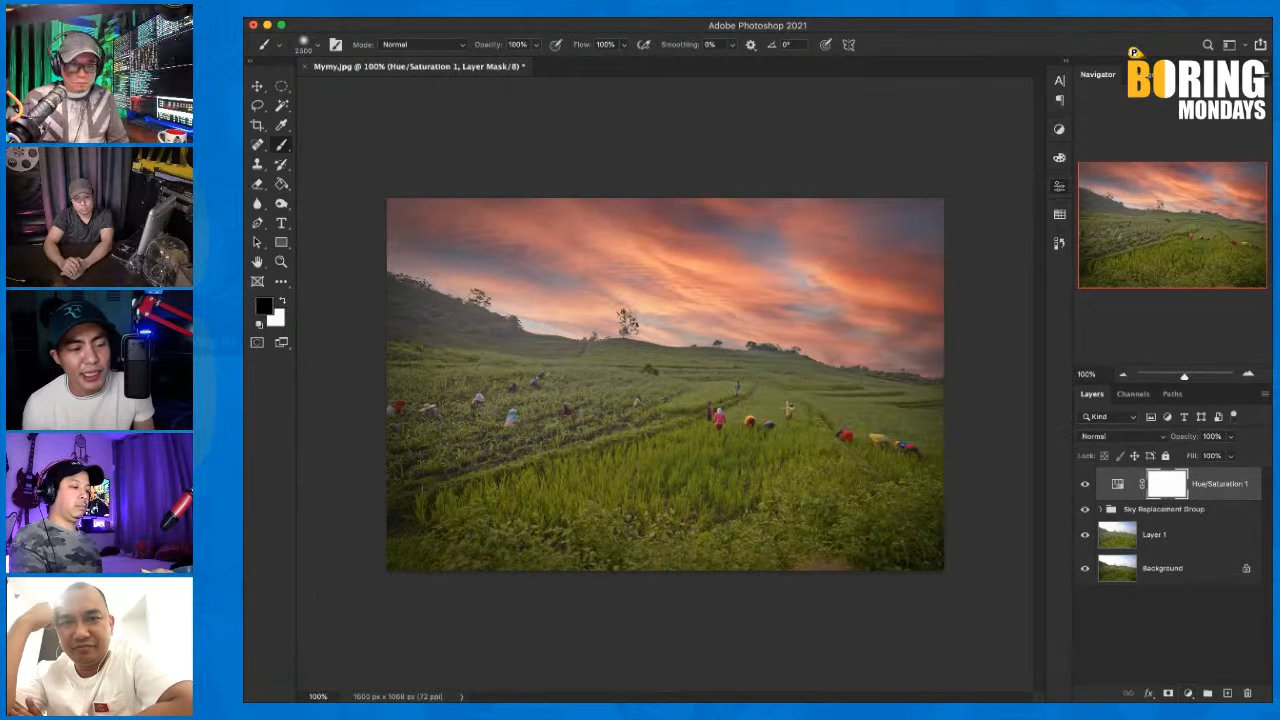 Adobe Photoshop 2021
2500
Mode:
Normal
Opacity:
100%
Flow:
100%
Smoothing:
0%
0°
Mymy.jpg @ 100% (Hue/Saturation 1, Layer Mask/8) *
Navigator
P
BORING
MONDAYS
100%
Layers
Channels
Paths
Kind
Normal
Opacity:
100%
Lock:
Fill:
100%
Hue/Saturation 1
Sky Replacement Group
Layer 1
Background
100%
1600 px x 1068 px (72 ppi)